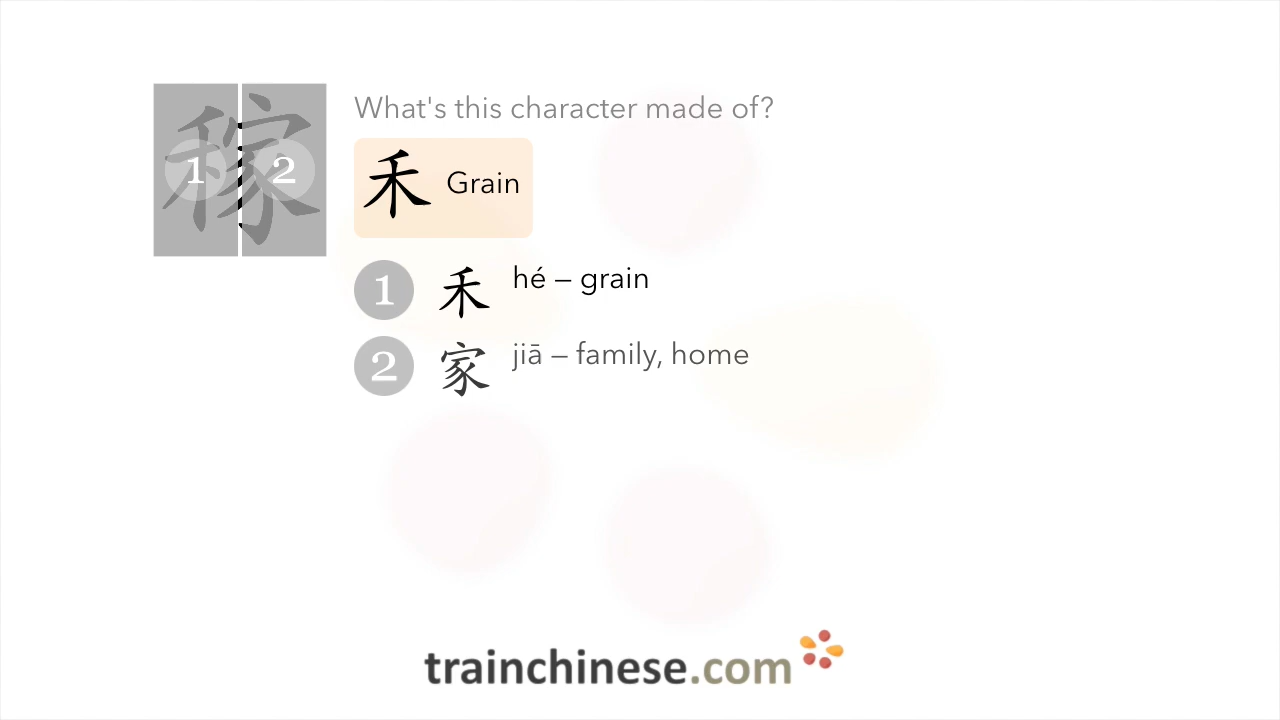 稼
1 2
What's this character made of?
禾 Grain
1 禾 hé – grain
2 家 jiā – family, home
trainchinese.com